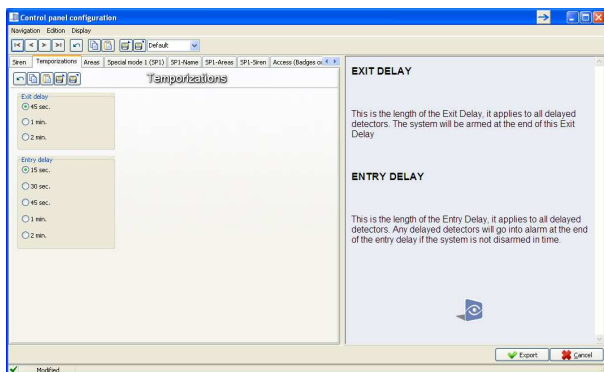 Control panel configuration
Navigation Edition Display
Default
Siren Temporizations Areas Special mode 1 (SP1) SP1-Name SP1-Areas SP1-Siren Access (Badges o
Temporizations
Exit delay
45 sec.
1 min.
2 min.
Entry delay
15 sec.
30 sec.
45 sec.
1 min.
2 min.
EXIT DELAY
This is the length of the Exit Delay, it applies to all delayed
detectors. The system will be armed at the end of this Exit
Delay
ENTRY DELAY
This is the length of the Entry Delay, it applies to all delayed
detectors. Any delayed detectors will go into alarm at the end
of the entry delay if the system is not disarmed in time.
Export Cancel
Modified